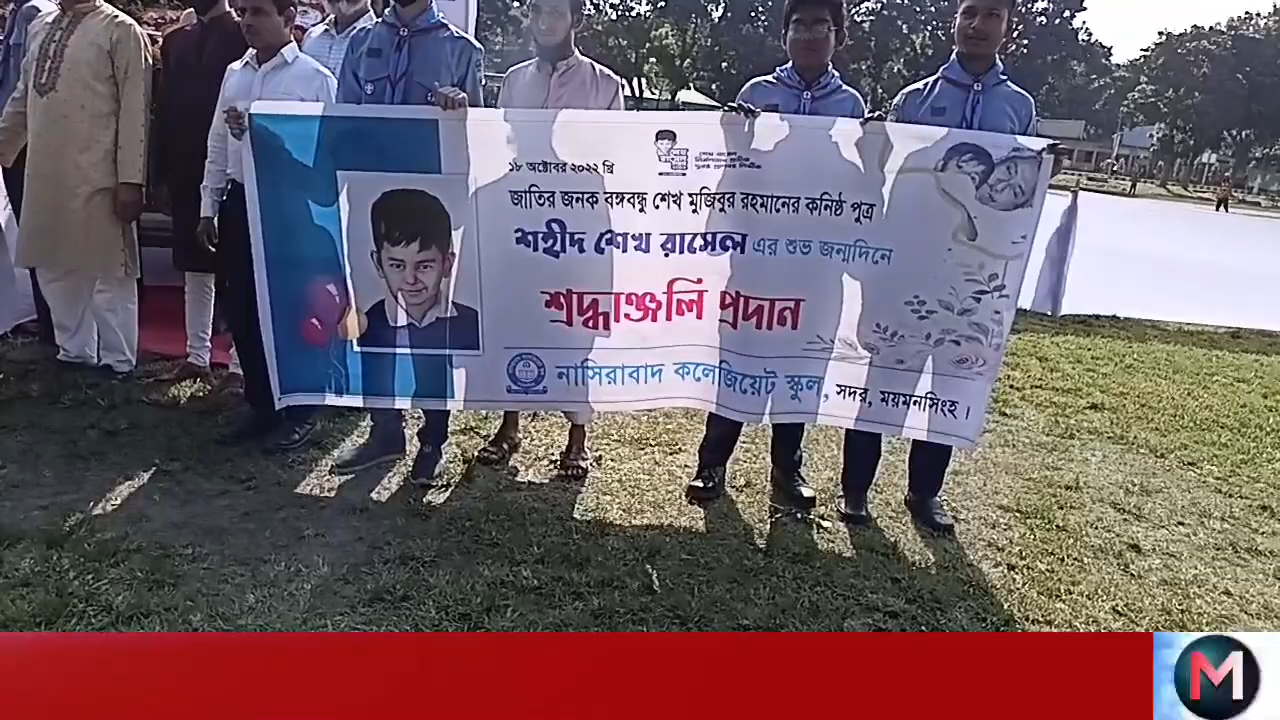 ১৮ অক্টোবর ২০২২ খ্রি
শেখ রাসেল
জাতির জনক বঙ্গবন্ধু শেখ মুজিবুর রহমানের কনিষ্ঠ পুত্র
শহীদ শেখ রাসেল এর শুভ জন্মদিনে
শ্রদ্ধাঞ্জলি প্রদান
নাসিরাবাদ কলেজিয়েট স্কুল, সদর, ময়মনসিংহ।
M